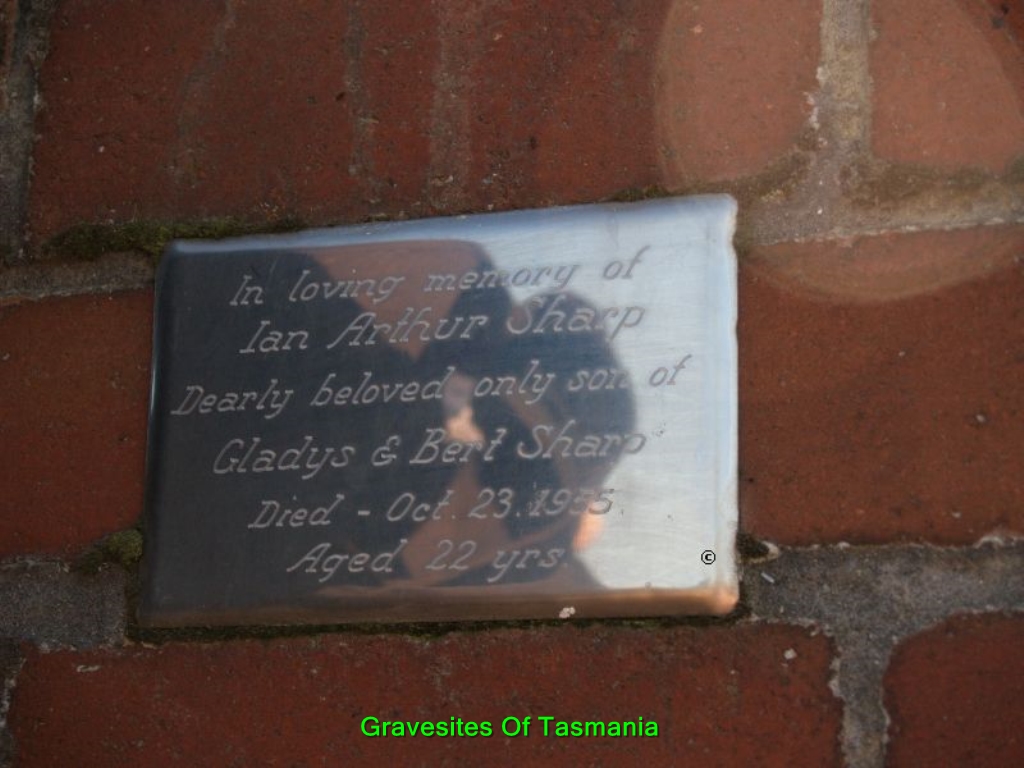 In loving memory of
Ian Arthur Sharp
Dearly beloved only son of
Gladys & Bert Sharp
Died - Oct. 23. 1955.
Aged 22 yrs.
©
Gravesites Of Tasmania